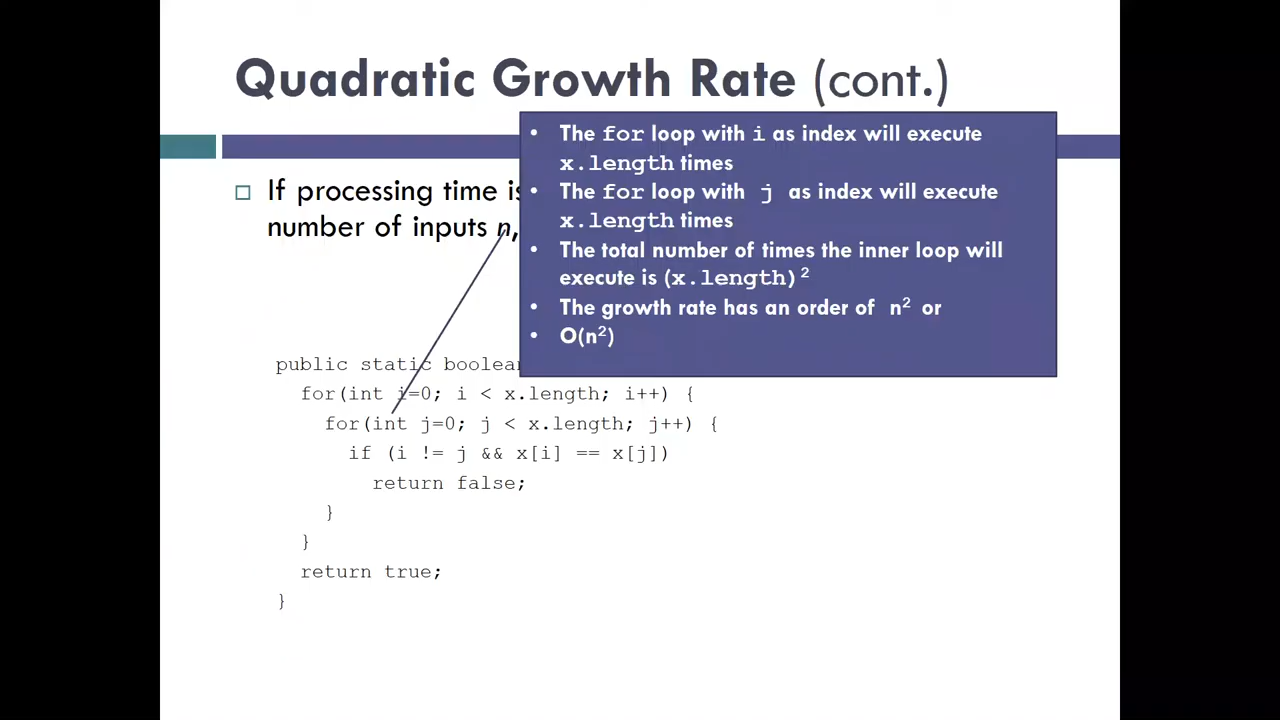 Quadratic Growth Rate (cont.)
• The for loop with i as index will execute
x.length times
• The for loop with j as index will execute
x.length times
• The total number of times the inner loop will
execute is (x.length)²
• The growth rate has an order of n² or
• O(n²)
If processing time is
number of inputs n,
public static boolean
for(int i=0; i < x.length; i++) {
for(int j=0; j < x.length; j++) {
if (i != j && x[i] == x[j])
return false;
}
}
return true;
}